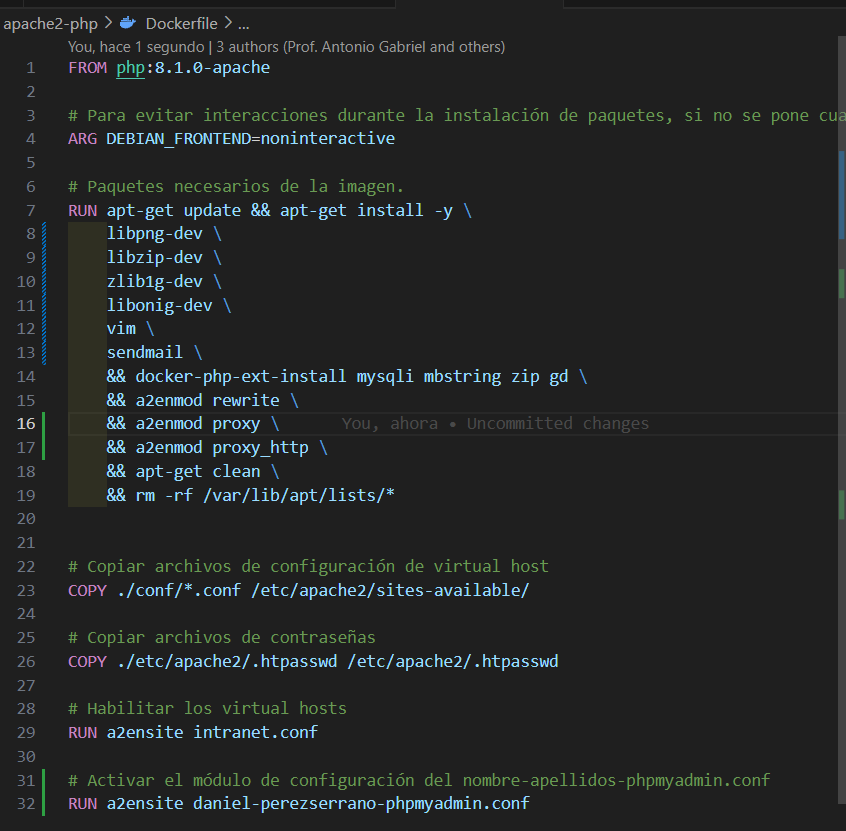 apache2-php > Dockerfile > ...
You, hace 1 segundo | 3 authors (Prof. Antonio Gabriel and others)
1 FROM php:8.1.0-apache
2
3 # Para evitar interacciones durante la instalación de paquetes, si no se pone cua
4 ARG DEBIAN_FRONTEND=noninteractive
5
6 # Paquetes necesarios de la imagen.
7 RUN apt-get update && apt-get install -y \
8 libpng-dev \
9 libzip-dev \
10 zlib1g-dev \
11 libonig-dev \
12 vim \
13 sendmail \
14 && docker-php-ext-install mysqli mbstring zip gd \
15 && a2enmod rewrite \
16 && a2enmod proxy \ You, ahora • Uncommitted changes
17 && a2enmod proxy_http \
18 && apt-get clean \
19 && rm -rf /var/lib/apt/lists/*
20
21
22 # Copiar archivos de configuración de virtual host
23 COPY ./conf/*.conf /etc/apache2/sites-available/
24
25 # Copiar archivos de contraseñas
26 COPY ./etc/apache2/.htpasswd /etc/apache2/.htpasswd
27
28 # Habilitar los virtual hosts
29 RUN a2ensite intranet.conf
30
31 # Activar el módulo de configuración del nombre-apellidos-phpmyadmin.conf
32 RUN a2ensite daniel-perezserrano-phpmyadmin.conf